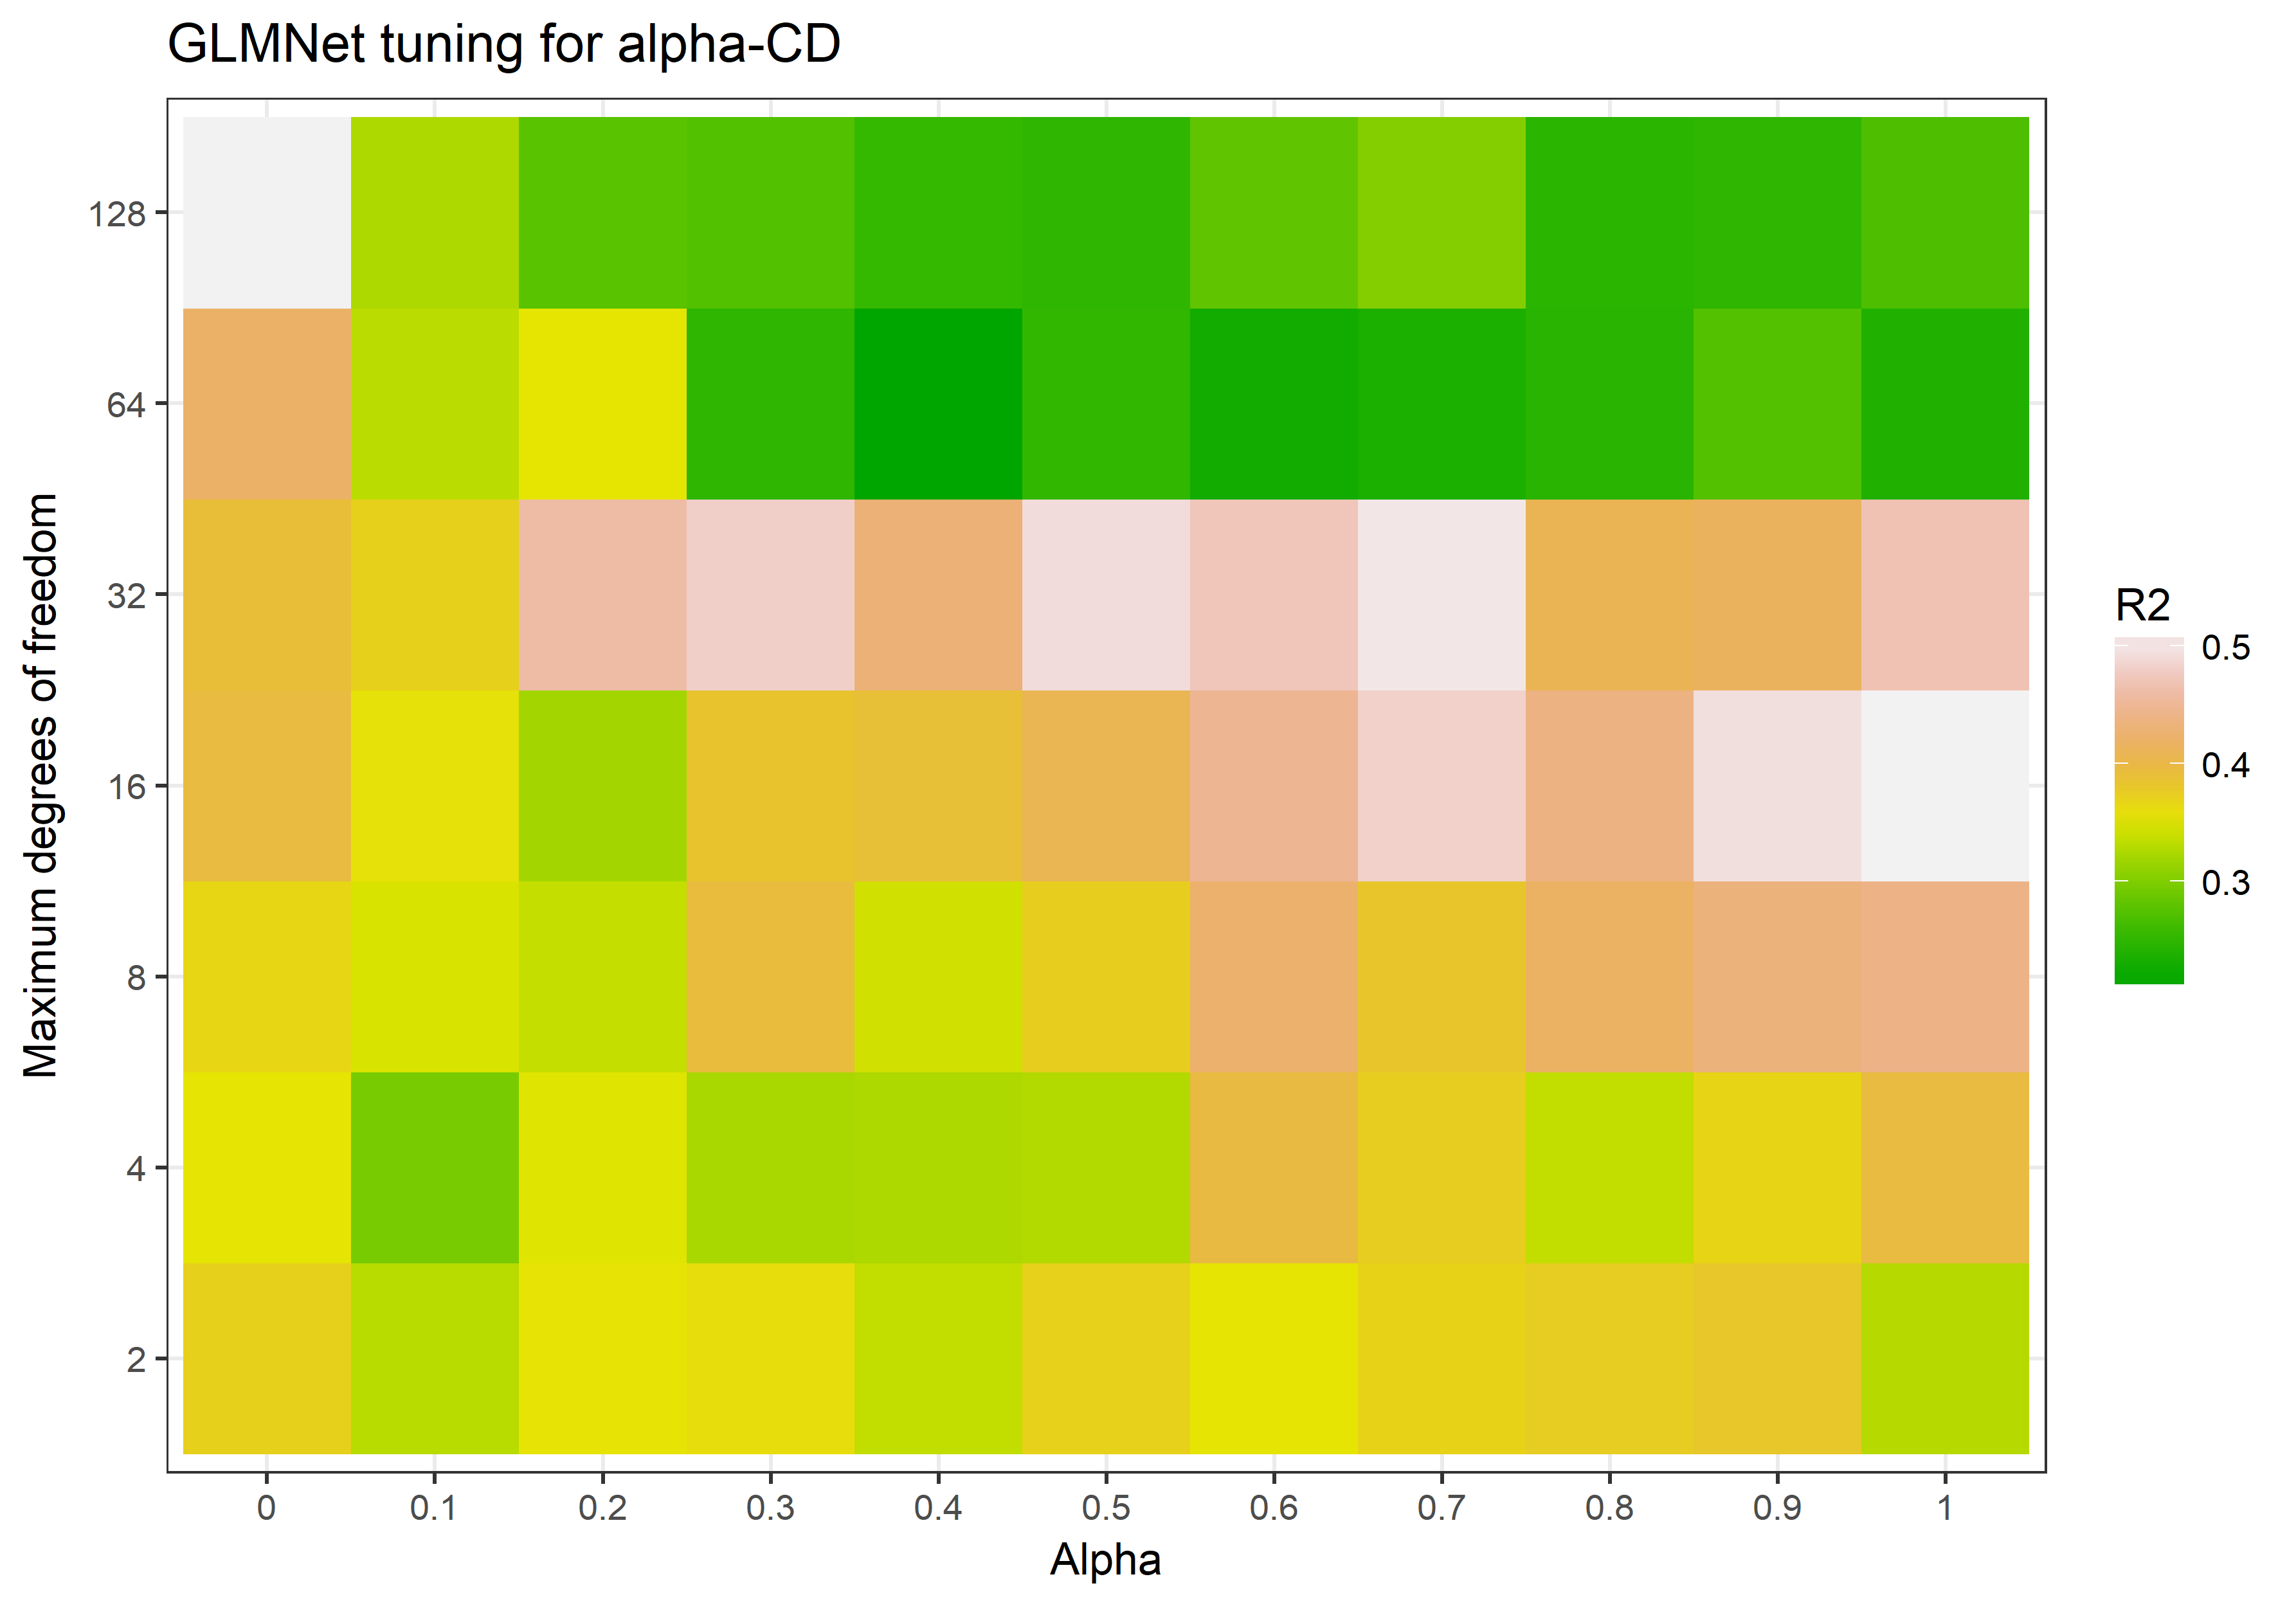 GLMNet tuning for alpha-CD
Maximum degrees of freedom
128
64
32
16
8
4
2
0 0.1 0.2 0.3 0.4 0.5 0.6 0.7 0.8 0.9 1
Alpha
R2
0.5
0.4
0.3